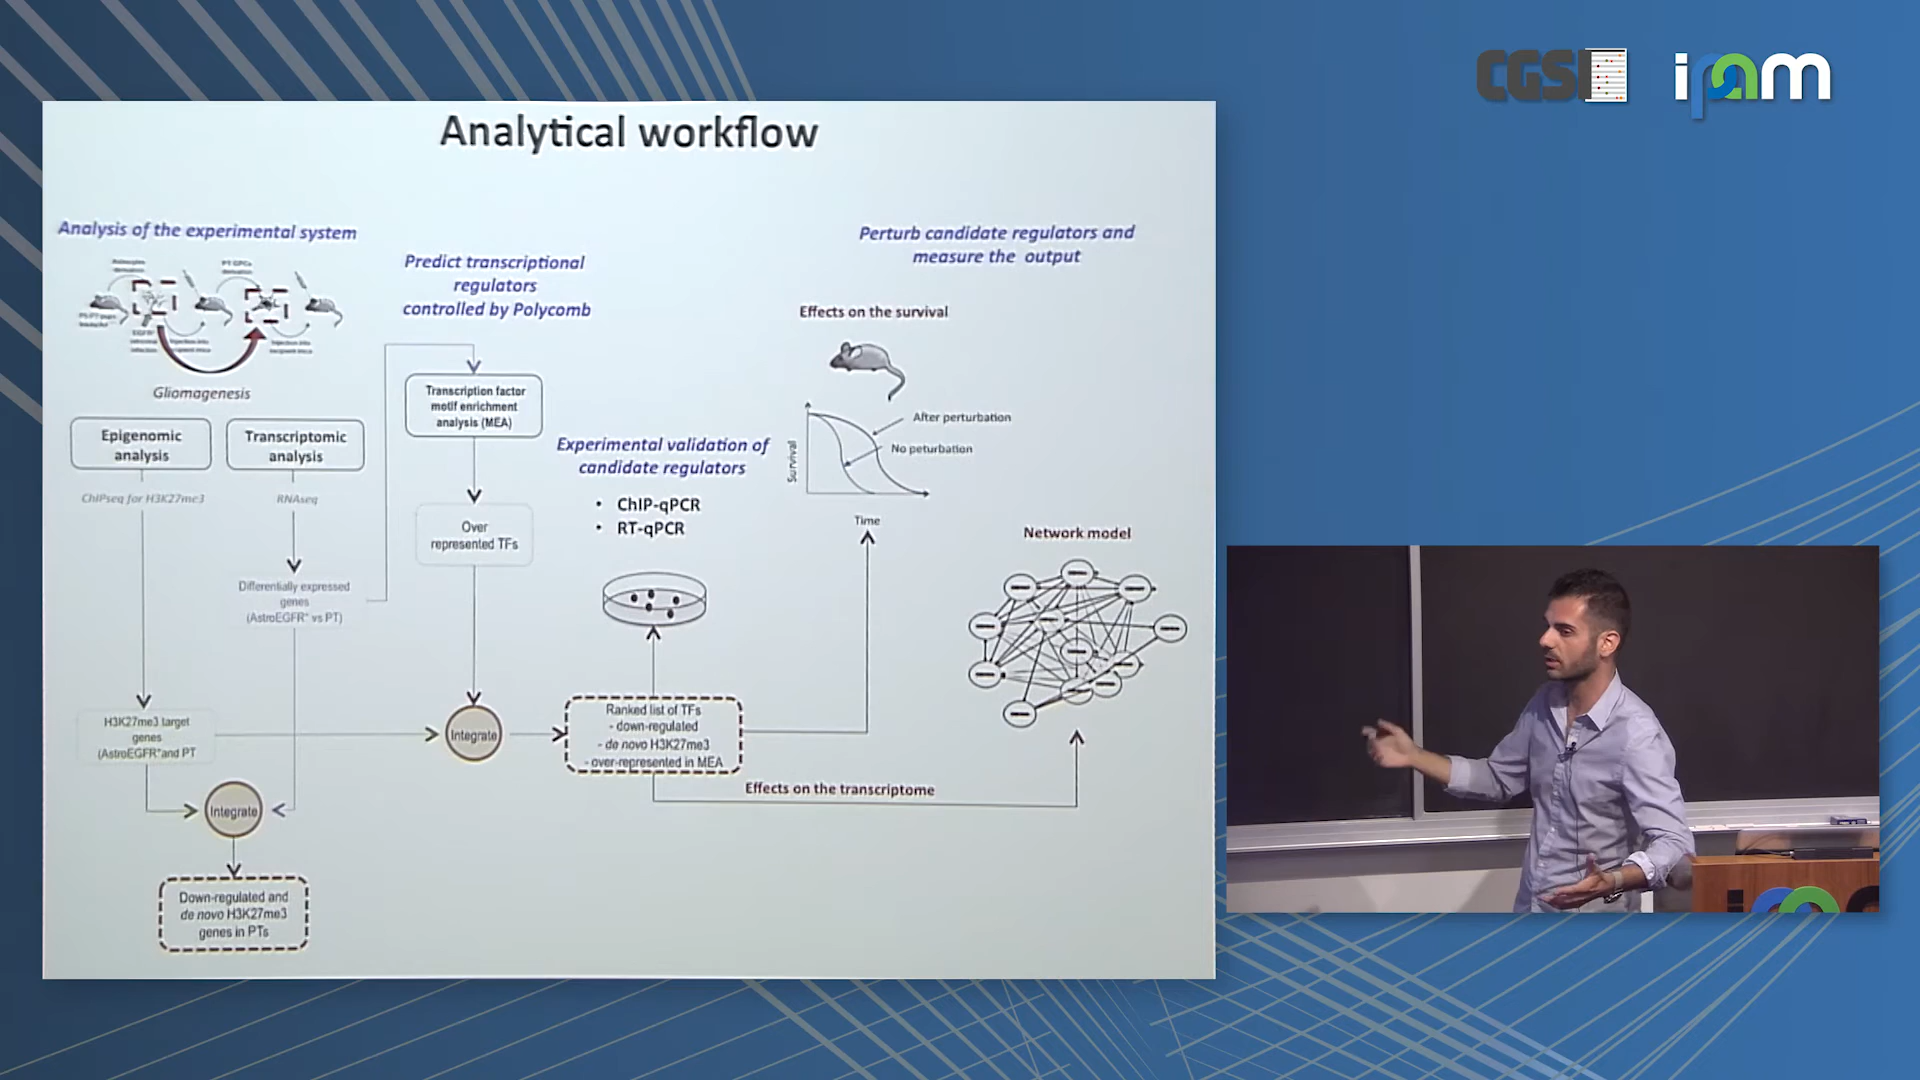 CGSI
ipam
Analytical workflow
Analysis of the experimental system
Gliomagenesis
Epigenomic
analysis
Transcriptomic
analysis
ChIPseq for H3K27me3
RNAseq
Differentially expressed
genes
(AstroEGFR* vs PT)
H3K27me3 target
genes
(AstroEGFR*and PT
Integrate
Down-regulated and
de novo H3K27me3
genes in PTs
Predict transcriptional
regulators
controlled by Polycomb
Transcription factor
motif enrichment
analysis (MEA)
Over
represented TFs
Integrate
Experimental validation of
candidate regulators
• ChIP-qPCR
• RT-qPCR
Ranked list of TFs
- down-regulated
- de novo H3K27me3
- over-represented in MEA
Perturb candidate regulators and
measure the output
Effects on the survival
After perturbation
No peturbation
Survival
Time
Network model
Effects on the transcriptome